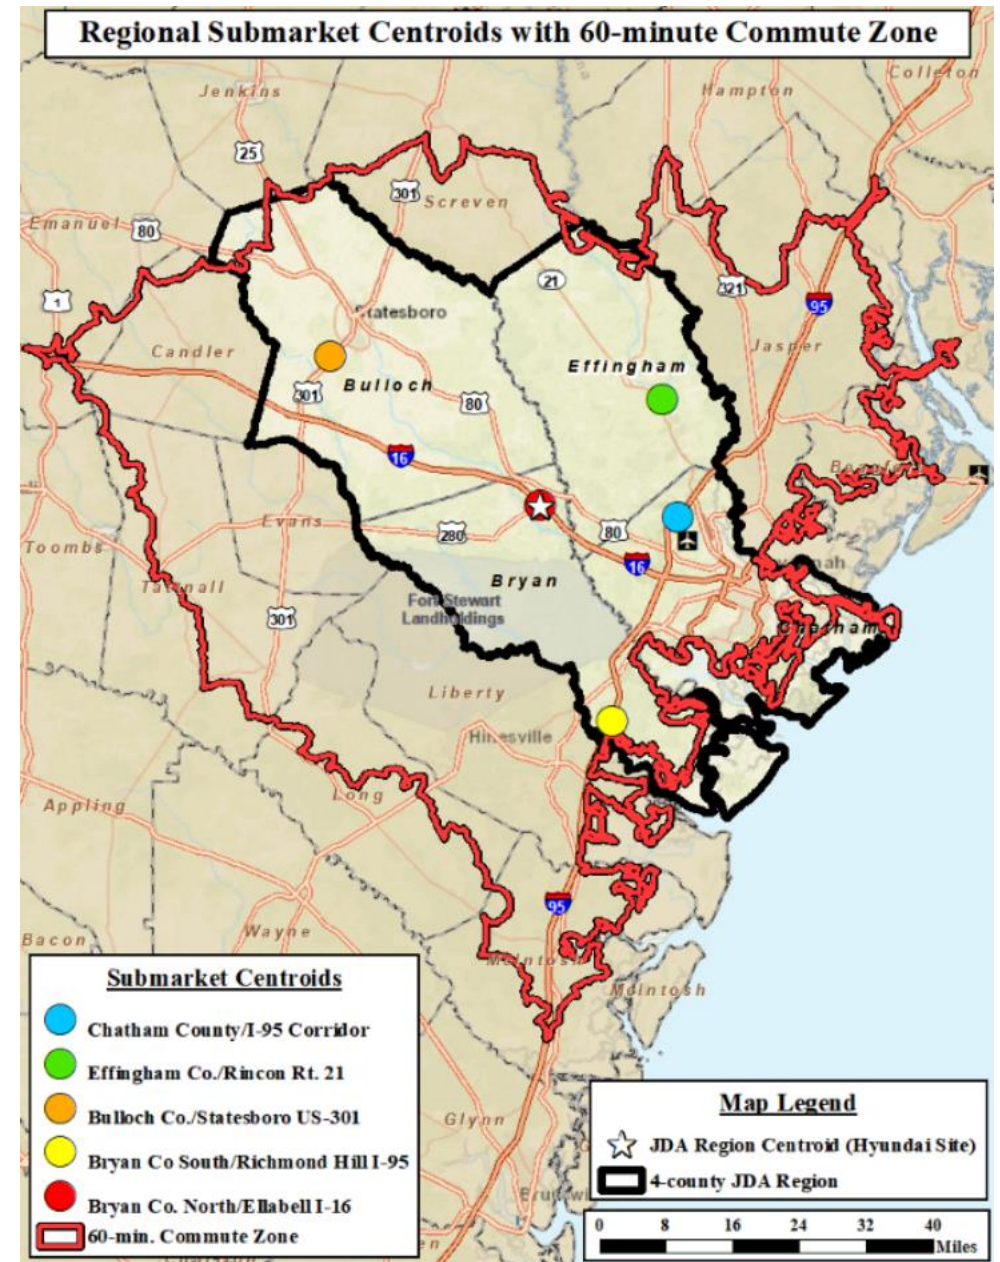 Regional Submarket Centroids with 60-minute Commute Zone
Colleton
Jenkins
Hampton
25
301
Screven
Emanuel
80
21
321
1
95
Statesboro
Candler
Jasper
Effingham
Bulloch
301
80
16
Beaufort
Evans
280
80
Toombs
16
Bryan
Tattnall
Fort Stewart
Landholdings
301
Chatham
Liberty
Hinesville
Long
Appling
95
Wayne
Bacon
McIntosh
McIntosh
Submarket Centroids
Chatham County/I-95 Corridor
Effingham Co./Rincon Rt. 21
Bulloch Co./Statesboro US-301
Bryan Co South/Richmond Hill I-95
Bryan Co. North/Ellabell I-16
60-min. Commute Zone
Glynn
Map Legend
JDA Region Centroid (Hyundai Site)
4-county JDA Region
0 8 16 24 32 40
Miles